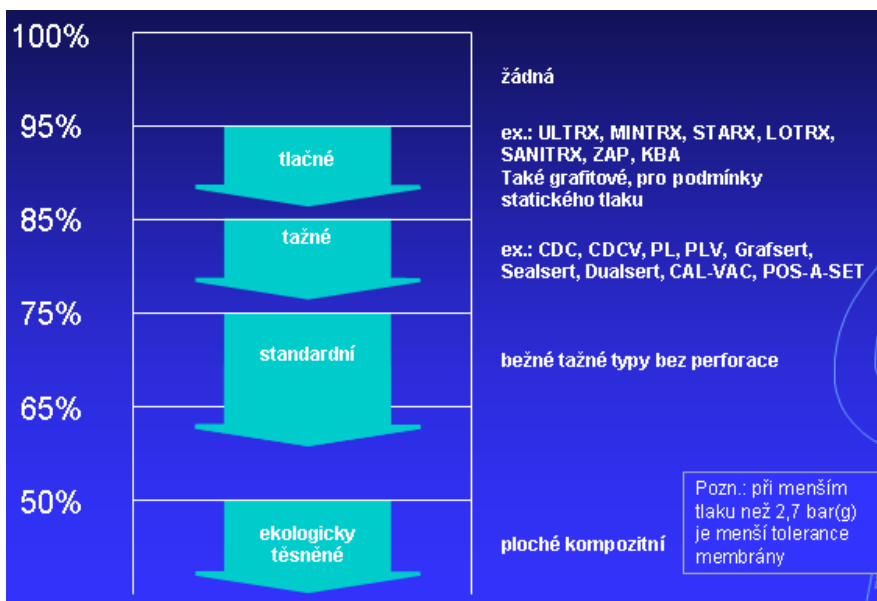 100%
žádná
95%
tlačné
ex.: ULTRX, MINTRX, STARX, LOTRX,
SANITRX, ZAP, KBA
Také grafitové, pro podmínky
statického tlaku
85%
tažné
ex.: CDC, CDCV, PL, PLV, Grafsert,
Sealsert, Dualsert, CAL-VAC, POS-A-SET
75%
standardní
bežné tažné typy bez perforace
65%
50%
ekologicky
těsněné
ploché kompozitní
Pozn.: při menším
tlaku než 2,7 bar(g)
je menší tolerance
membrány